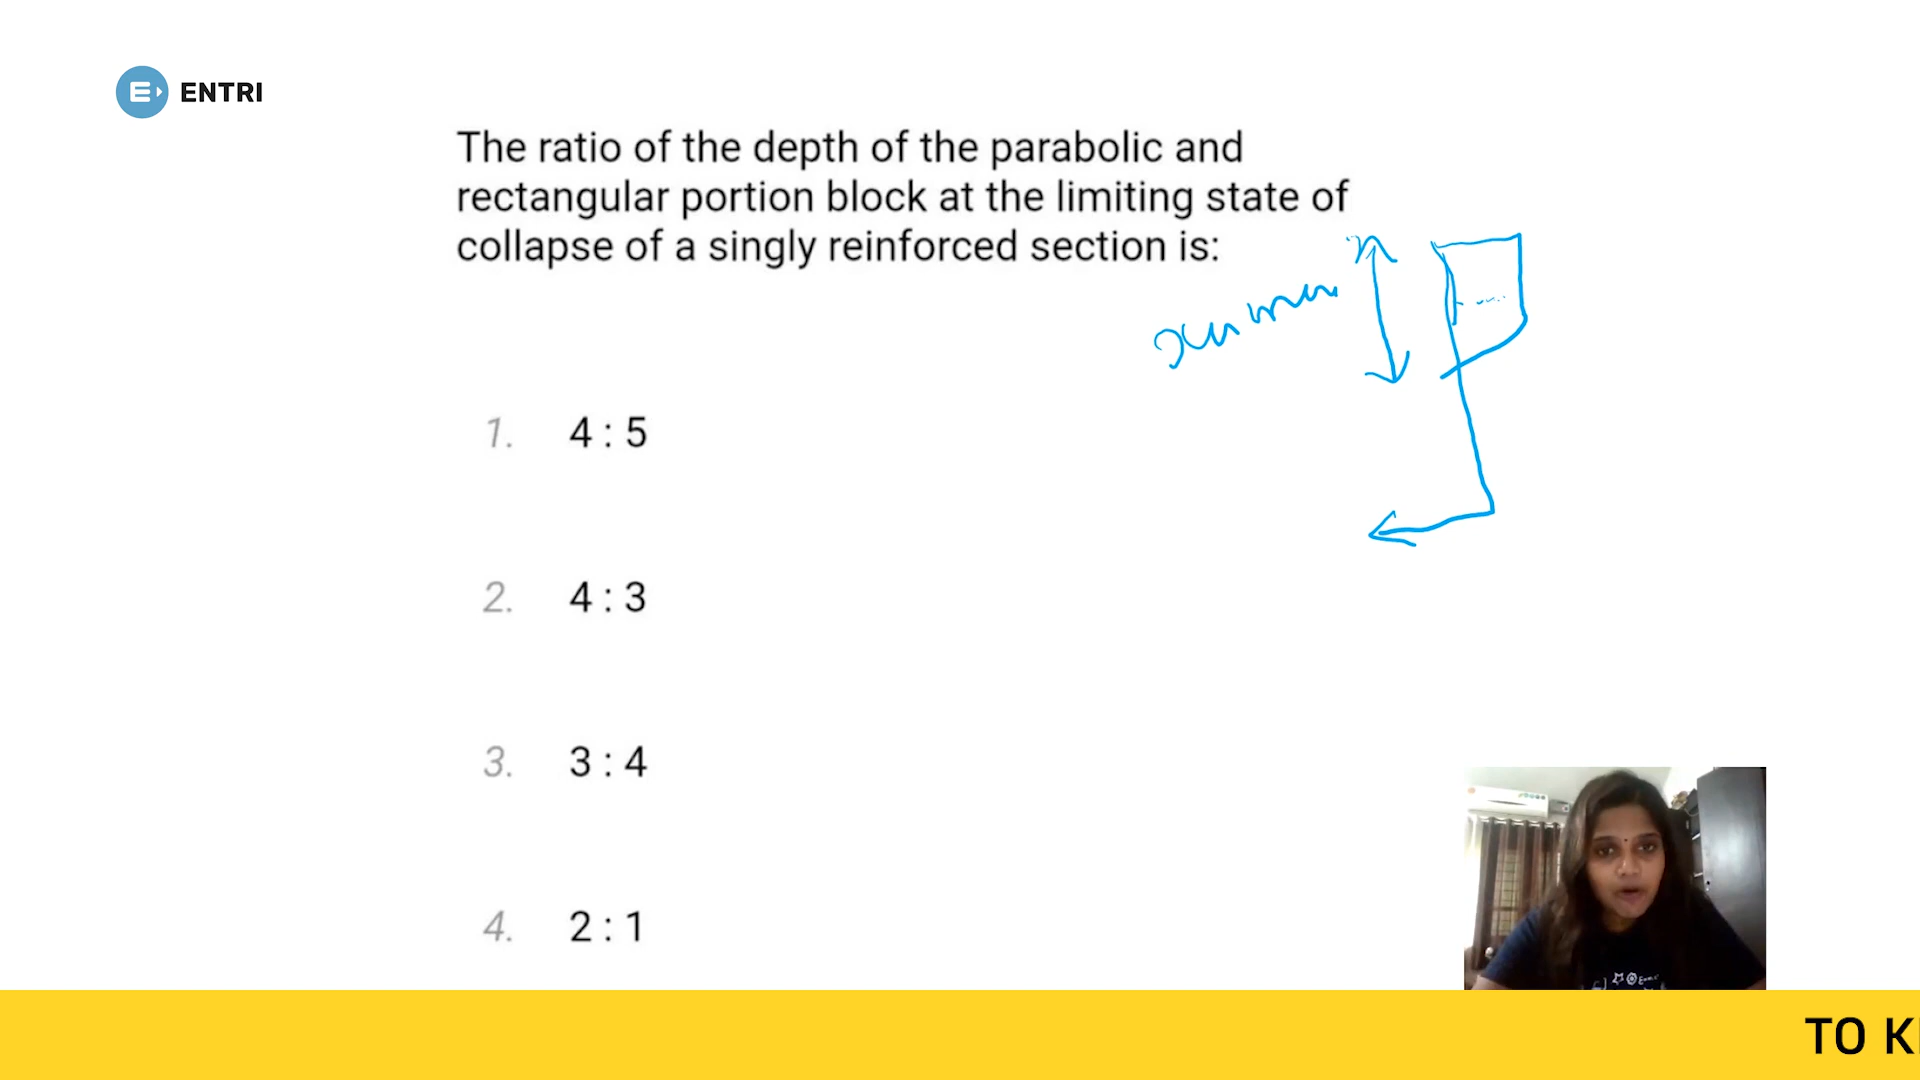 ENTRI
The ratio of the depth of the parabolic and
rectangular portion block at the limiting state of
collapse of a singly reinforced section is:
1. 4 : 5
2. 4 : 3
3. 3 : 4
4. 2 : 1
TO